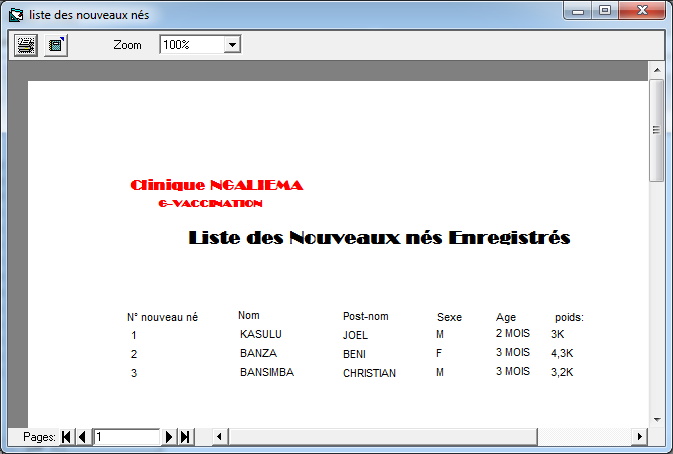 liste des nouveaux nés
Zoom 100%
Clinique NGALIEMA
G-VACCINATION
Liste des Nouveaux nés Enregistrés
N° nouveau né Nom Post-nom Sexe Age poids:
1 KASULU JOEL M 2 MOIS 3K
2 BANZA BENI F 3 MOIS 4,3K
3 BANSIMBA CHRISTIAN M 3 MOIS 3,2K
Pages: 1